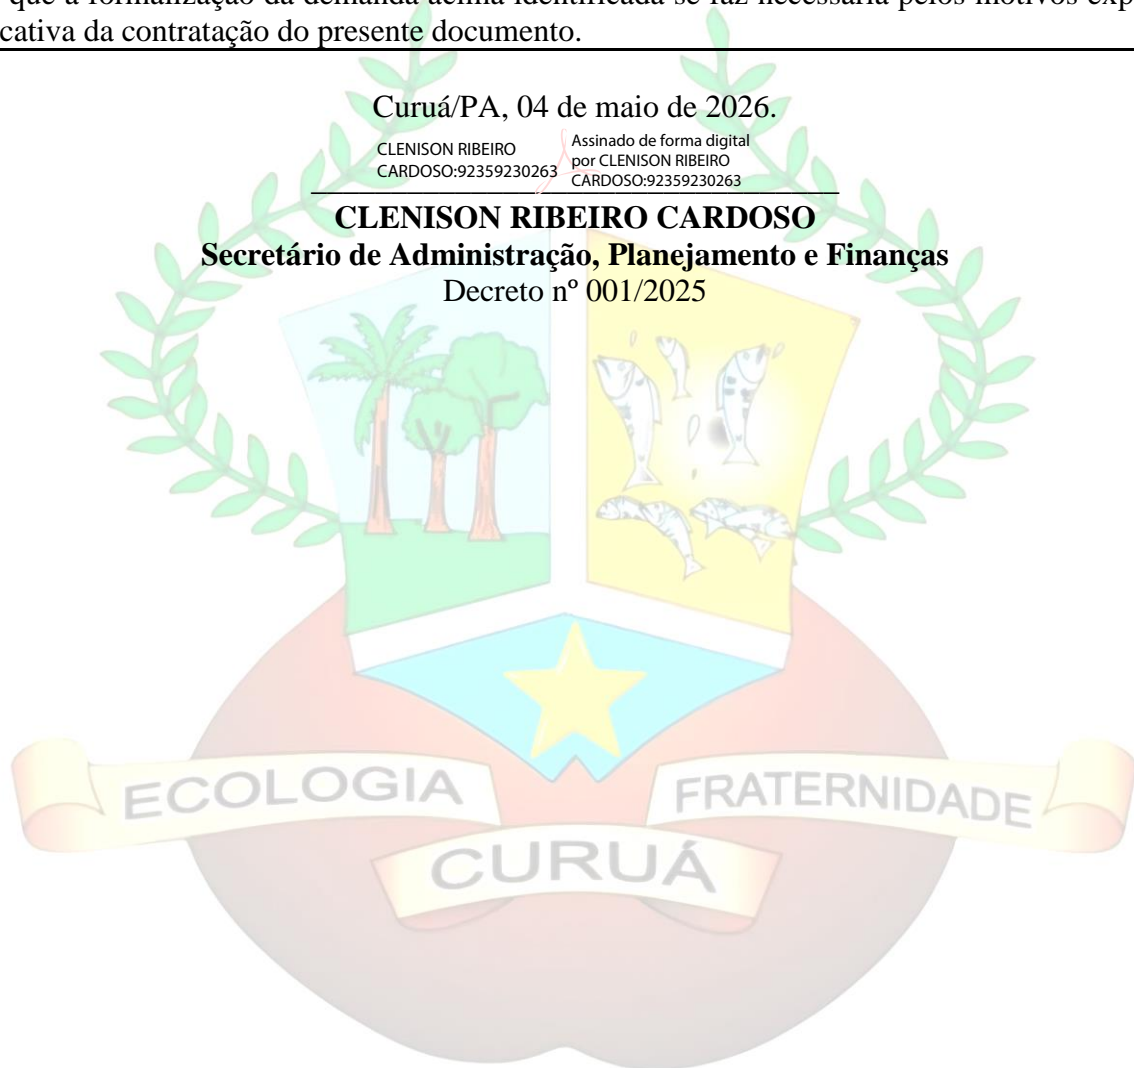 que a formalização da demanda acima identificada se faz necessária pelos motivos exp
cativa da contratação do presente documento.
Curuá/PA, 04 de maio de 2026.
CLENISON RIBEIRO
CARDOSO:92359230263
Assinado de forma digital
por CLENISON RIBEIRO
CARDOSO:92359230263
CLENISON RIBEIRO CARDOSO
Secretário de Administração, Planejamento e Finanças
Decreto nº 001/2025
ECOLOGIA
FRATERNIDADE
CURUÁ